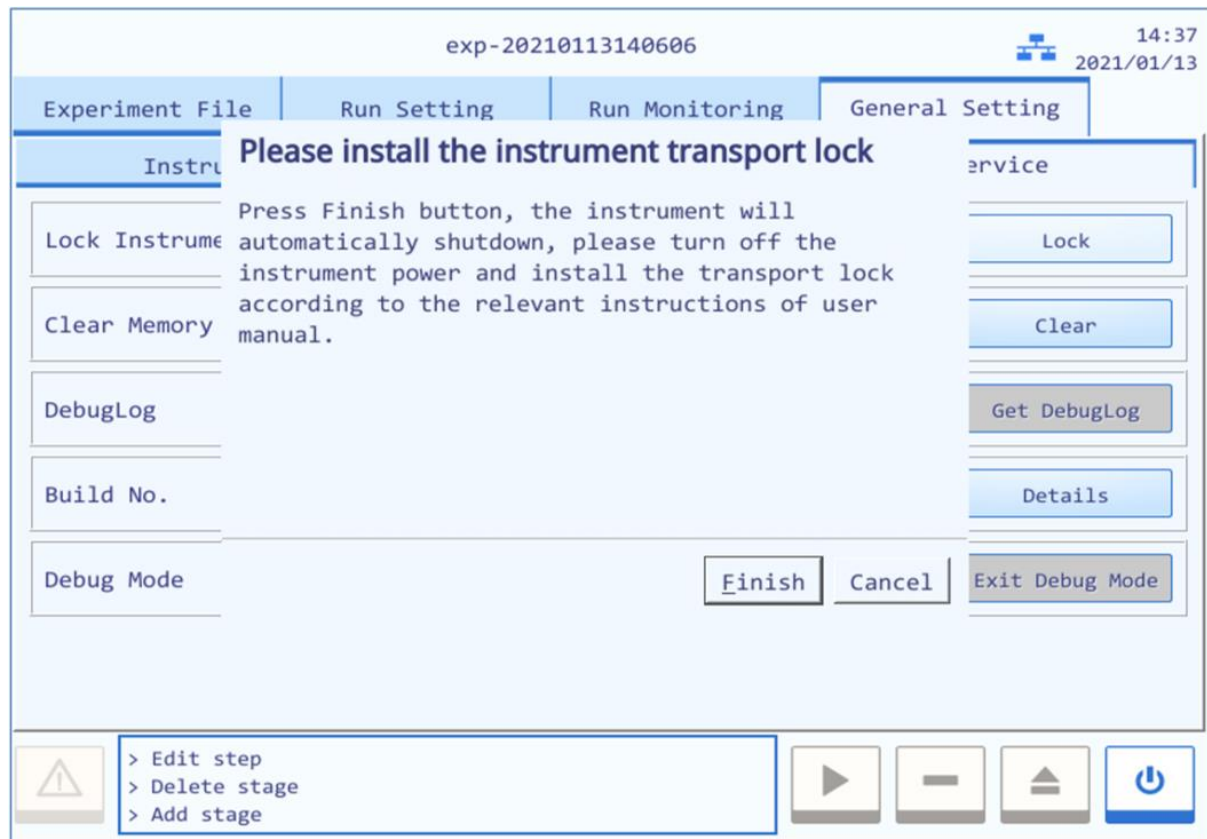 exp-20210113140606
14:37
2021/01/13
Experiment File
Run Setting
Run Monitoring
General Setting
Please install the instrument transport lock
Press Finish button, the instrument will
automatically shutdown, please turn off the
instrument power and install the transport lock
according to the relevant instructions of user
manual.
Lock
Clear Memory
Clear
DebugLog
Get DebugLog
Build No.
Details
Debug Mode
Finish
Cancel
Exit Debug Mode
> Edit step
> Delete stage
> Add stage